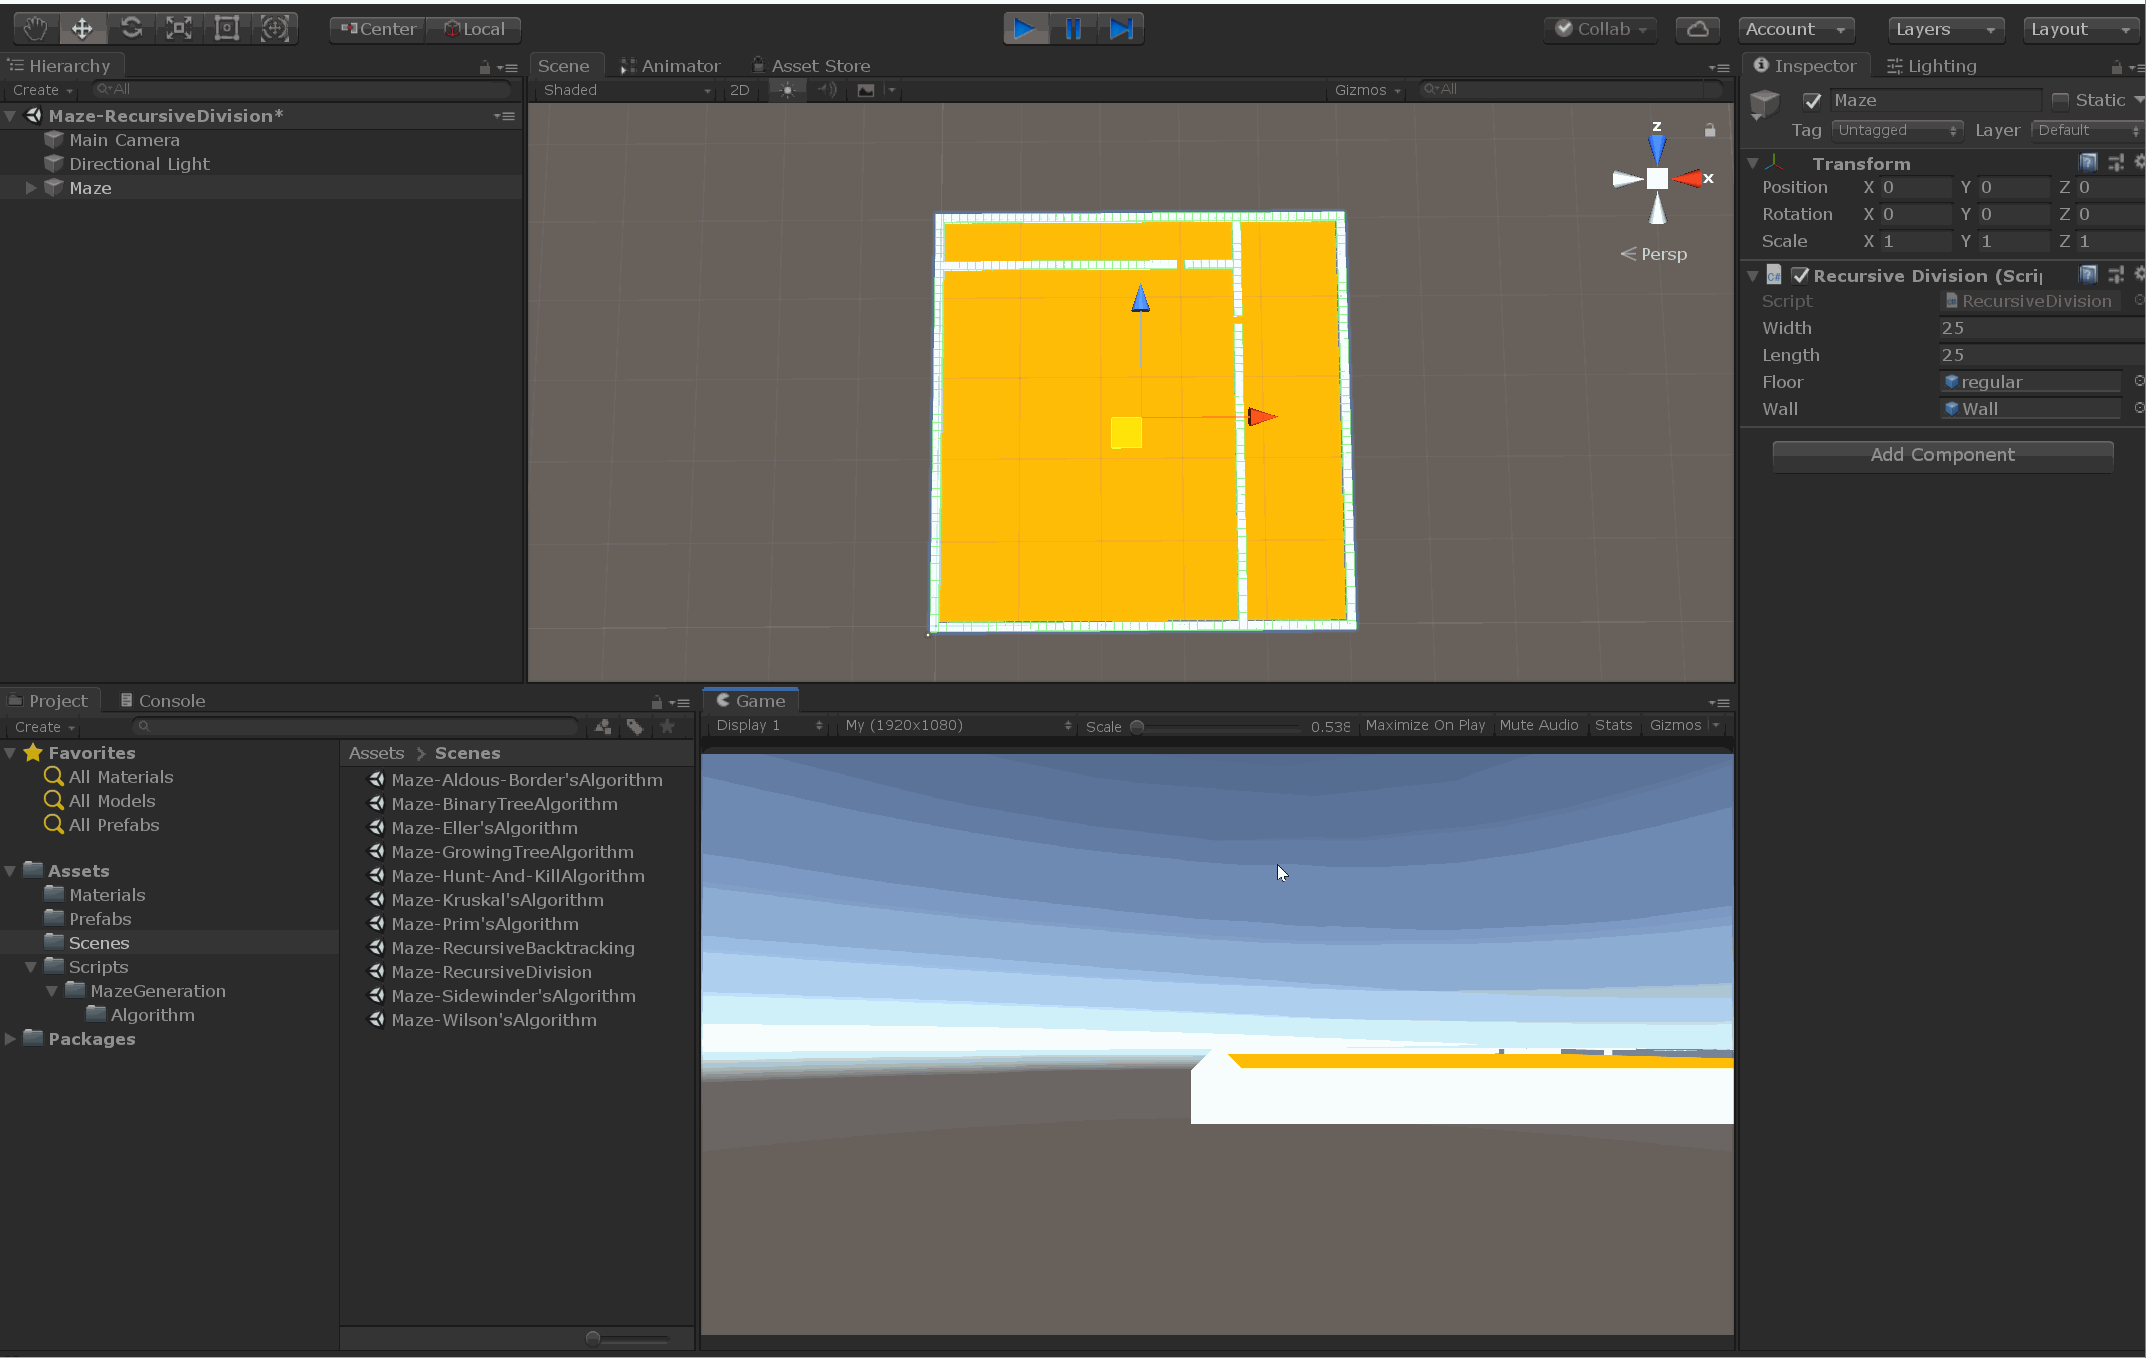 Center Local Collab Account Layers Layout
Hierarchy
Create All
Maze-RecursiveDivision*
Main Camera
Directional Light
Maze
Scene Animator Asset Store
Shaded 2D Gizmos All
z
x
Persp
Inspector Lighting
Maze Static
Tag Untagged Layer Default
Transform
Position X 0 Y 0 Z 0
Rotation X 0 Y 0 Z 0
Scale X 1 Y 1 Z 1
Recursive Division (Scri
Script RecursiveDivision
Width 25
Length 25
Floor regular
Wall Wall
Add Component
Project Console
Create
Favorites
All Materials
All Models
All Prefabs
Assets
Materials
Prefabs
Scenes
Scripts
MazeGeneration
Algorithm
Packages
Assets > Scenes
Maze-Aldous-Border'sAlgorithm
Maze-BinaryTreeAlgorithm
Maze-Eller'sAlgorithm
Maze-GrowingTreeAlgorithm
Maze-Hunt-And-KillAlgorithm
Maze-Kruskal'sAlgorithm
Maze-Prim'sAlgorithm
Maze-RecursiveBacktracking
Maze-RecursiveDivision
Maze-Sidewinder'sAlgorithm
Maze-Wilson'sAlgorithm
Game
Display 1 My (1920x1080) Scale 0.538 Maximize On Play Mute Audio Stats Gizmos